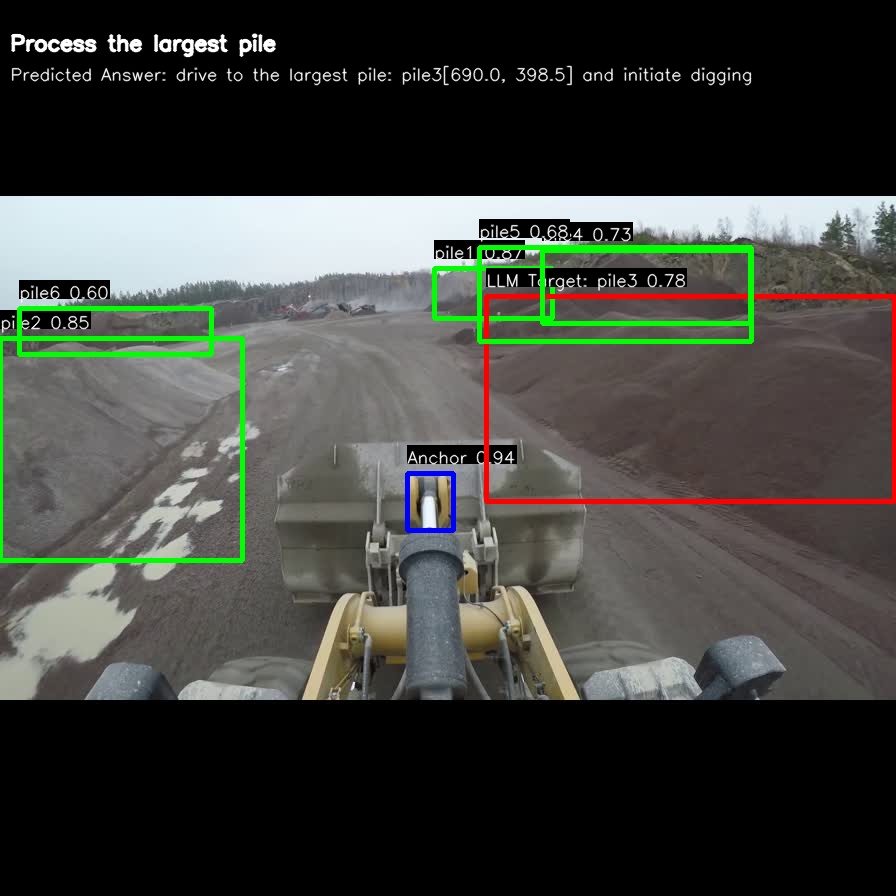 Process the largest pile
Predicted Answer: drive to the largest pile: pile3[690.0, 398.5] and initiate digging
pile5 0.68
4 0.73
pile1 0.87
LLM Target: pile3 0.78
pile6 0.60
pile2 0.85
Anchor 0.94